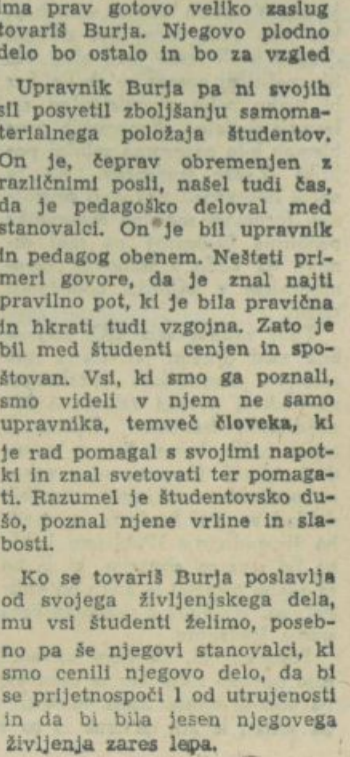 ima prav gotovo veliko zaslug
tovariš Burja. Njegovo plodno
delo bo ostalo in bo za vzgled
Upravnik Burja pa ni svojih
sil posvetil zboljšanju samoma-
terialnega položaja študentov.
On je, čeprav obremenjen z
različnimi posli, našel tudi čas,
da je pedagoško deloval med
stanovalci. On je bil upravnik
in pedagog obenem. Nešteti pri-
meri govore, da je znal najti
pravilno pot, ki je bila pravična
in hkrati tudi vzgojna. Zato je
bil med študenti cenjen in spo-
štovan. Vsi, ki smo ga poznali,
smo videli v njem ne samo
upravnika, temveč človeka, ki
je rad pomagal s svojimi napot-
ki in znal svetovati ter pomaga-
ti. Razumel je študentovsko du-
šo, poznal njene vrline in sla-
bosti.
Ko se tovariš Burja poslavlja
od svojega življenjskega dela,
mu vsi študenti želimo, poseb-
no pa še njegovi stanovalci, ki
smo cenili njegovo delo, da bi
se prijetnospoči l od utrujenosti
in da bi bila jesen njegovega
življenja zares lepa.